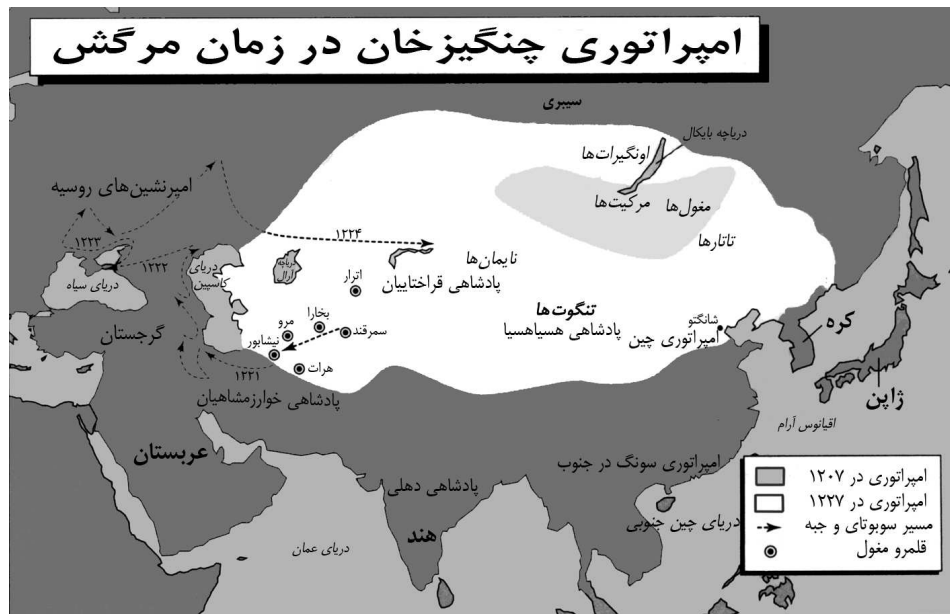 امپراتوری چنگیزخان در زمان مرگش
سیبری
دریاچه بایکال
اونگیرات‌ها
مرکیت‌ها
مغول‌ها
تاتارها
امیرنشین‌های روسیه
۱۲۲۳
۱۲۲۲
۱۲۲۴
دریای سیاه
دریای
کاسپین
دریاچه
آرال
نایمان‌ها
پادشاهی قراختاییان
اترار
بخارا
سمرقند
مرو
نیشابور
هرات
۱۲۲۱
گرجستان
پادشاهی خوارزمشاهیان
تنگوت‌ها
پادشاهی هسیاهسیا
شانگتو
امپراتوری چین
کره
ژاپن
اقیانوس آرام
عربستان
امپراتوری سونگ در جنوب
پادشاهی دهلی
هند
دریای عمان
دریای چین جنوبی
امپراتوری در ۱۲۰۷
امپراتوری در ۱۲۲۷
مسیر سوبوتای و جبه
قلمرو مغول